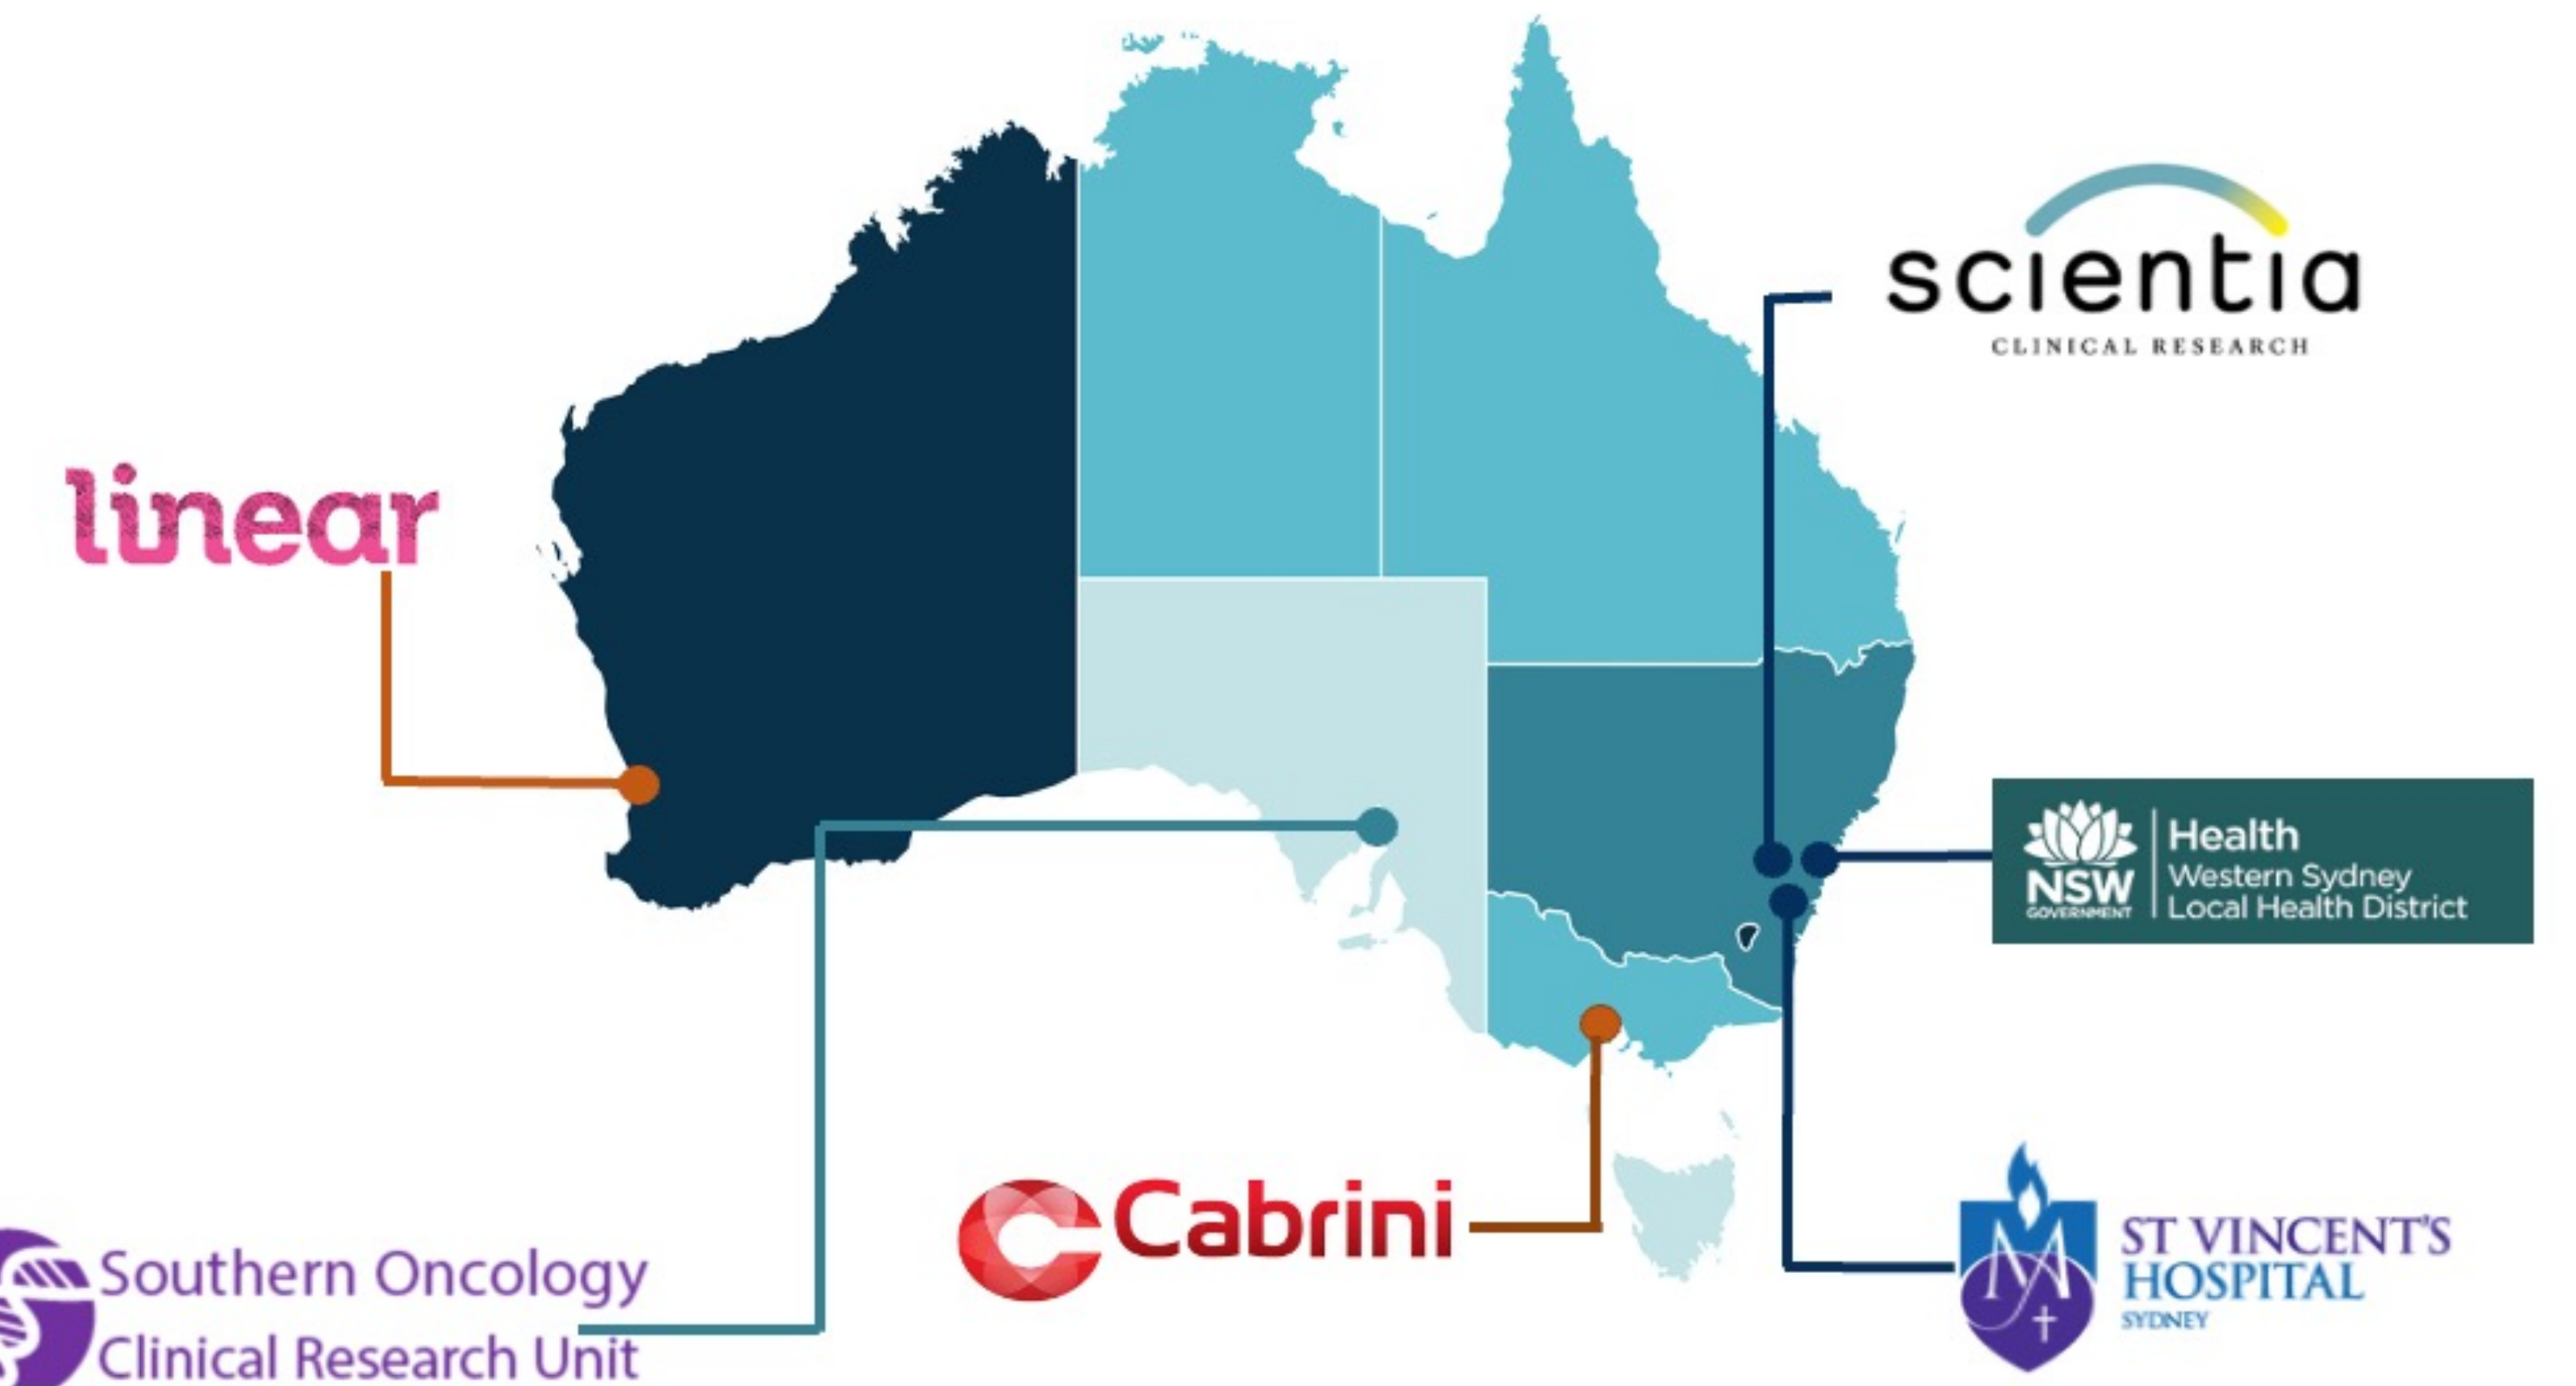 scientia
CLINICAL RESEARCH
linear
Health
Western Sydney
Local Health District
NSW
GOVERNMENT
Cabrini
ST VINCENT'S
HOSPITAL
SYDNEY
Southern Oncology
Clinical Research Unit